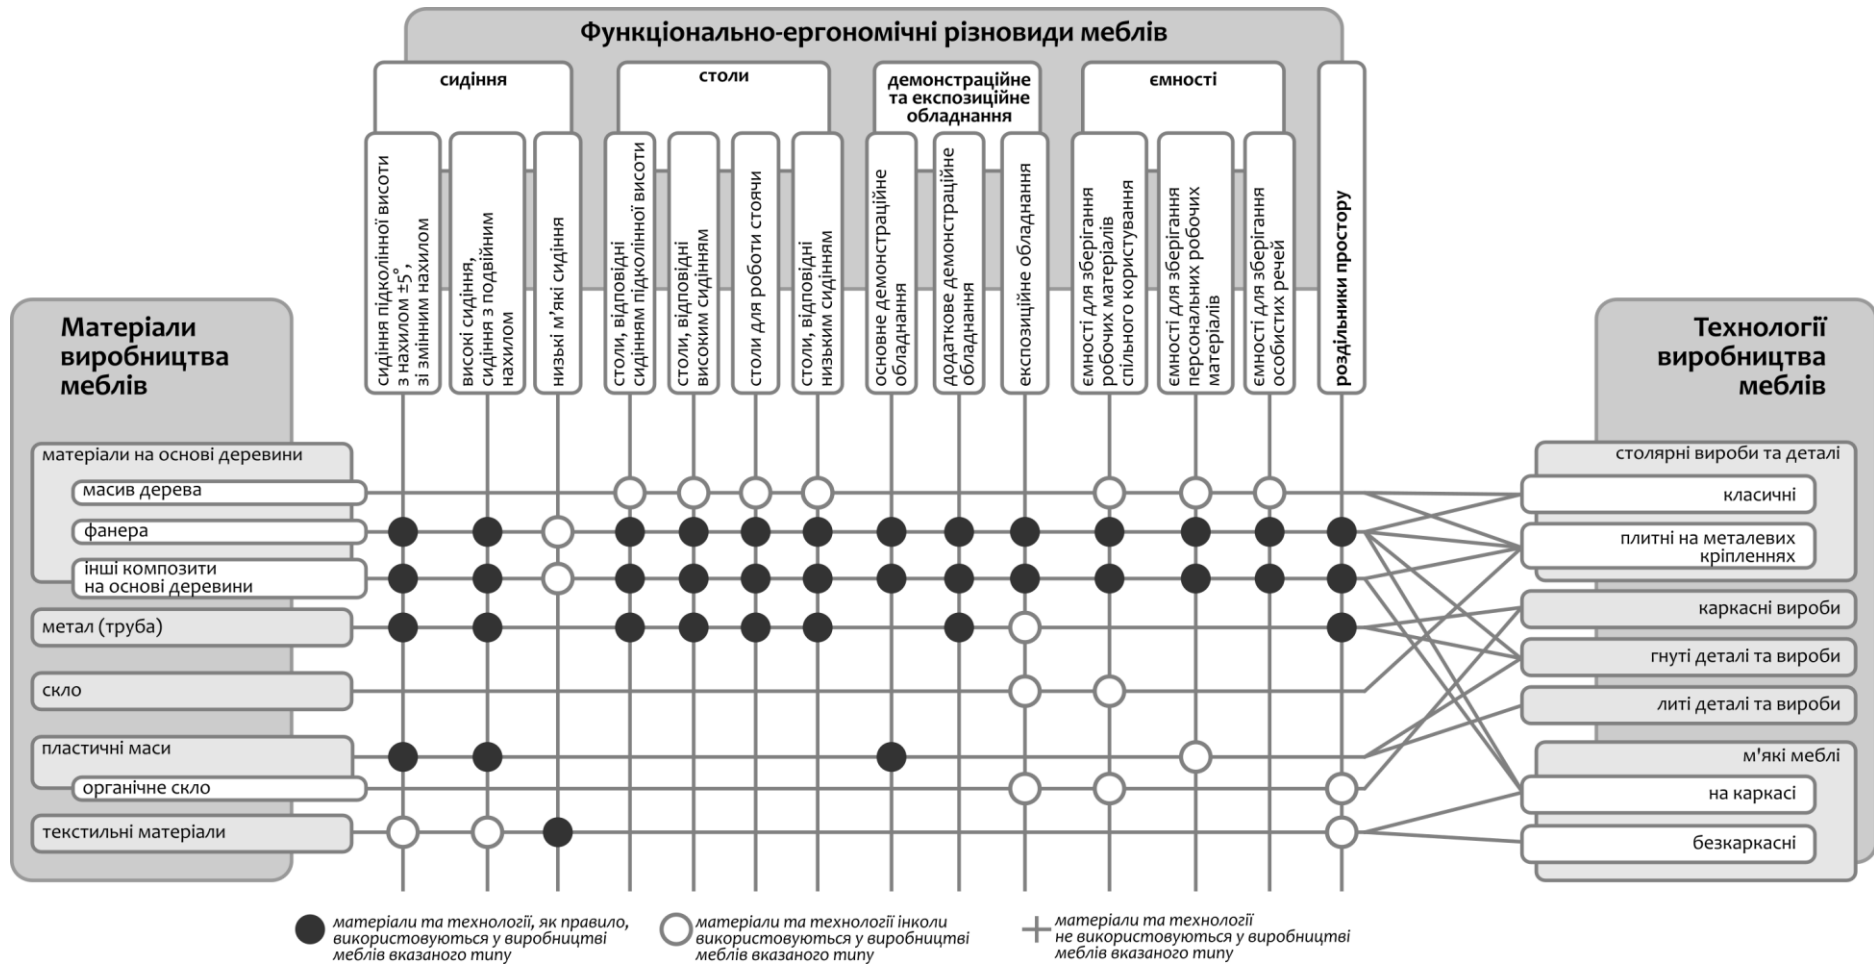 Функціонально-ергономічні різновиди меблів
сидіння
столи
демонстраційне
та експозиційне
обладнання
ємності
сидіння підколінної висоти
з нахилом ±5°,
зі змінним нахилом
високі сидіння,
сидіння з подвійним
нахилом
низькі м'які сидіння
столи, відповідні
сидінням підколінної висоти
столи, відповідні
високим сидінням
столи для роботи стоячи
столи, відповідні
низьким сидінням
основне демонстраційне
обладнання
додаткове демонстраційне
обладнання
експозиційне обладнання
ємності для зберігання
робочих матеріалів
спільного користування
ємності для зберігання
персональних робочих
матеріалів
ємності для зберігання
особистих речей
роздільники простору
Матеріали
виробництва
меблів
матеріали на основі деревини
масив дерева
фанера
інші композити
на основі деревини
метал (труба)
скло
пластичні маси
органічне скло
текстильні матеріали
Технології
виробництва
меблів
столярні вироби та деталі
класичні
плитні на металевих
кріпленнях
каркасні вироби
гнуті деталі та вироби
литі деталі та вироби
м'які меблі
на каркасі
безкаркасні
матеріали та технології, як правило,
використовуються у виробництві
меблів вказаного типу
матеріали та технології інколи
використовуються у виробництві
меблів вказаного типу
матеріали та технології
не використовуються у виробництві
меблів вказаного типу